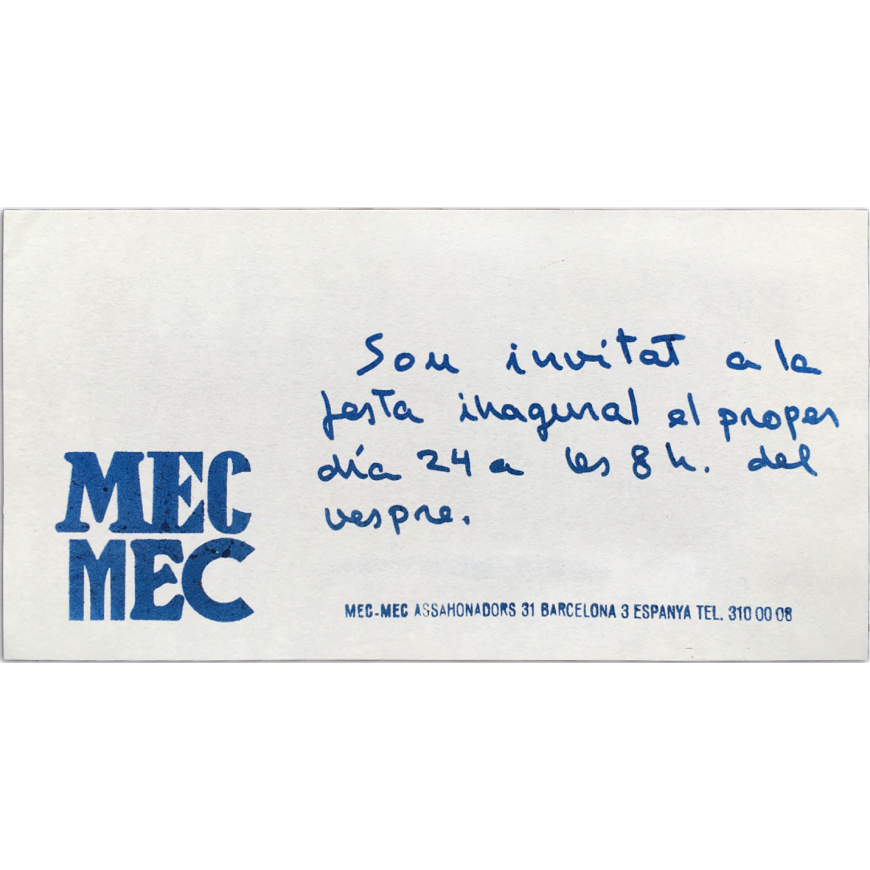 Sou invitat a la
festa inagural el proper
día 24 a les 8 h. del
vespre.
MEC
MEC
MEC-MEC ASSAHONADORS 31 BARCELONA 3 ESPANYA TEL. 310 00 08